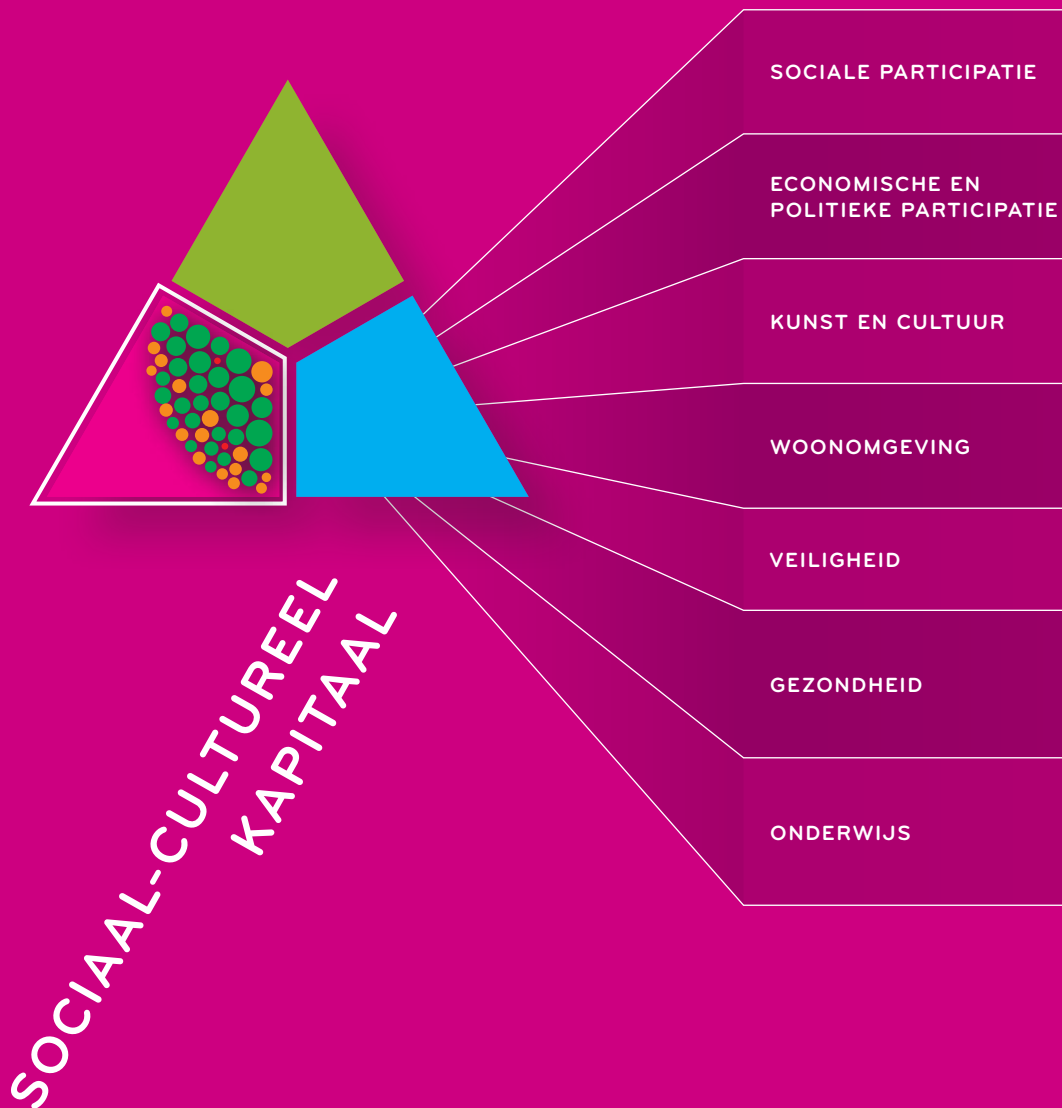 SOCIALE PARTICIPATIE
ECONOMISCHE EN
POLITIEKE PARTICIPATIE
KUNST EN CULTUUR
WOONOMGEVING
VEILIGHEID
GEZONDHEID
ONDERWIJS
SOCIAAL-CULTUREEL
KAPITAAL